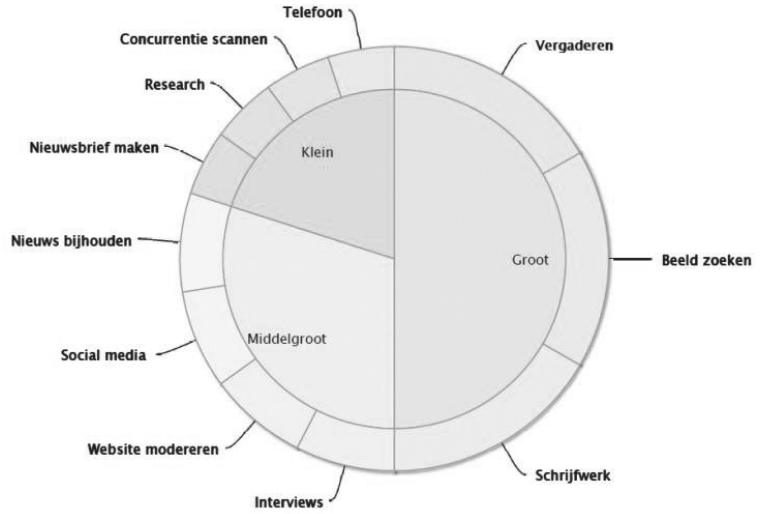 Telefoon
Vergaderen
Concurrentie scannen
Research
Klein
Nieuwsbrief maken
Nieuws bijhouden
Groot
Beeld zoeken
Middelgroot
Social media
Website modereren
Schrijfwerk
Interviews